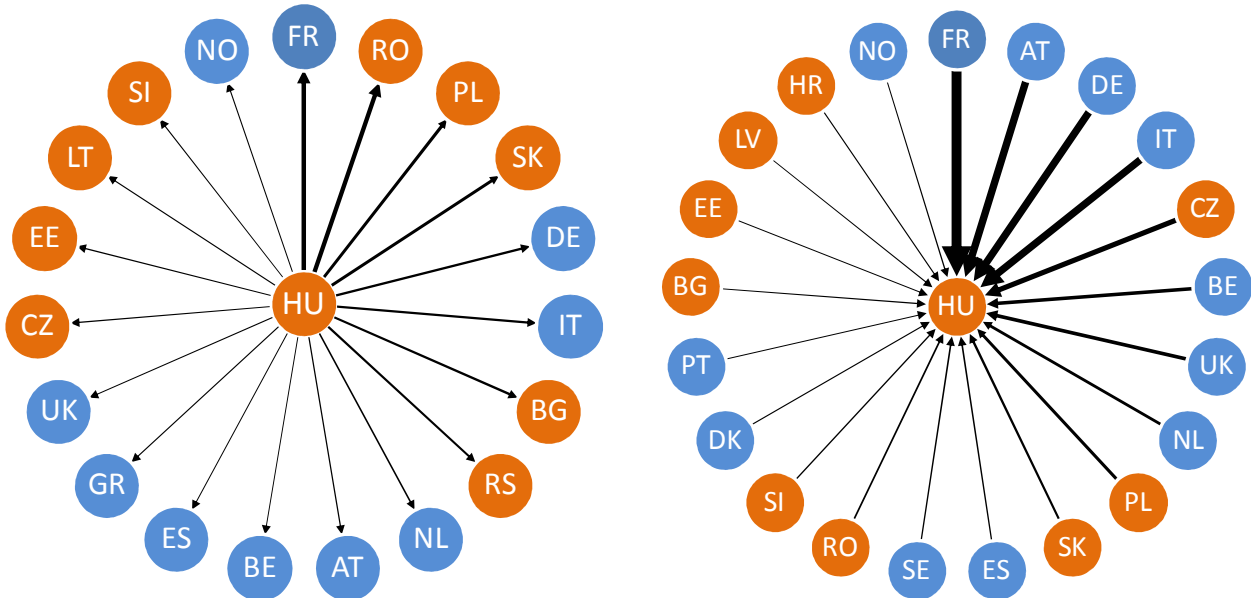 FR
RO
PL
SK
DE
IT
BG
RS
NL
AT
BE
ES
GR
UK
CZ
EE
LT
SI
NO
HU
FR
AT
DE
IT
CZ
BE
UK
NL
PL
SK
ES
SE
RO
SI
DK
PT
BG
EE
LV
HR
NO
HU